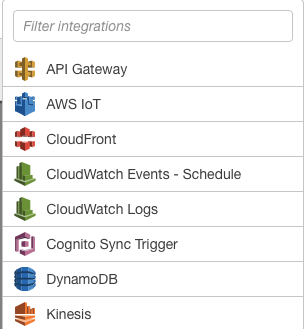 Filter integrations
API Gateway
AWS IoT
CloudFront
CloudWatch Events - Schedule
CloudWatch Logs
Cognito Sync Trigger
DynamoDB
Kinesis